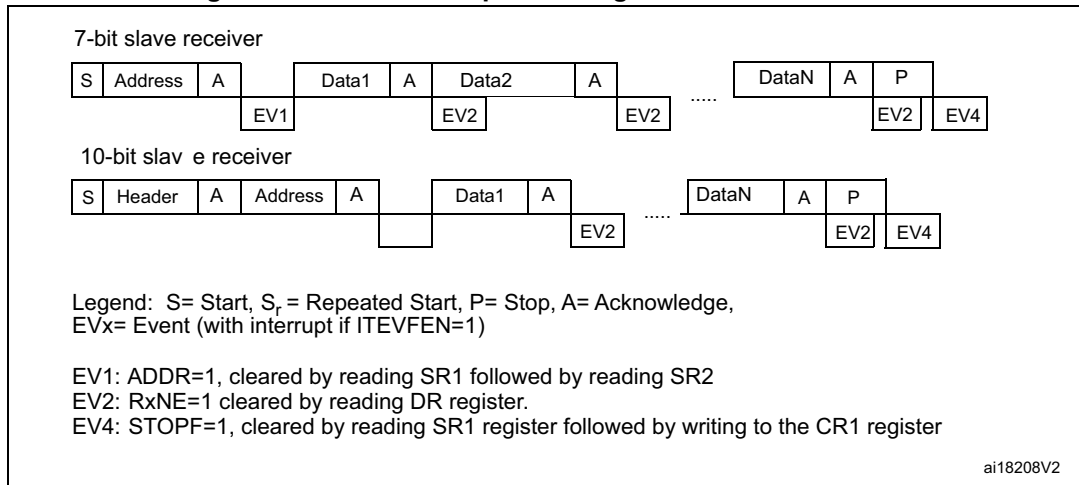 7-bit slave receiver
S Address A Data1 A Data2 A ..... DataN A P
EV1 EV2 EV2 EV2 EV4
10-bit slav e receiver
S Header A Address A Data1 A ..... DataN A P
EV2 EV2 EV4
Legend: S= Start, Sr = Repeated Start, P= Stop, A= Acknowledge,
EVx= Event (with interrupt if ITEVFEN=1)
EV1: ADDR=1, cleared by reading SR1 followed by reading SR2
EV2: RxNE=1 cleared by reading DR register.
EV4: STOPF=1, cleared by reading SR1 register followed by writing to the CR1 register
ai18208V2